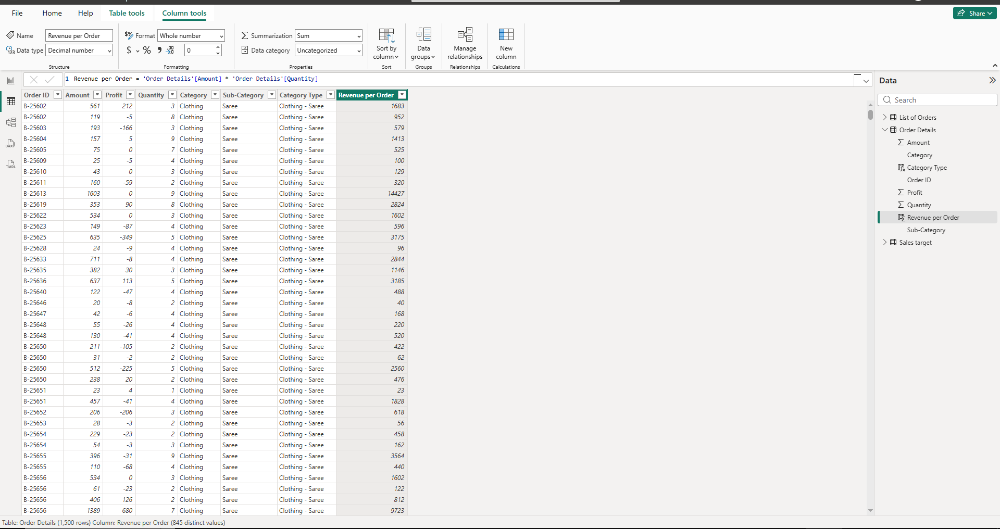 File Home Help Table tools Column tools Share
Name Revenue per Order
Data type Decimal number
Structure
Format Whole number
$ % 0
Formatting
Summarization Sum
Data category Uncategorized
Properties
Sort by column
Sort
Data groups
Groups
Manage relationships
Relationships
New column
Calculations
1 Revenue per Order = 'Order Details'[Amount] * 'Order Details'[Quantity]
DAX
TMDL
Order ID Amount Profit Quantity Category Sub-Category Category Type Revenue per Order
B-25602 561 212 3 Clothing Saree Clothing - Saree 1683
B-25602 119 -5 8 Clothing Saree Clothing - Saree 952
B-25603 193 -166 3 Clothing Saree Clothing - Saree 579
B-25604 157 5 9 Clothing Saree Clothing - Saree 1413
B-25605 75 0 7 Clothing Saree Clothing - Saree 525
B-25609 25 -5 4 Clothing Saree Clothing - Saree 100
B-25610 43 0 3 Clothing Saree Clothing - Saree 129
B-25611 160 -59 2 Clothing Saree Clothing - Saree 320
B-25613 1603 0 9 Clothing Saree Clothing - Saree 14427
B-25619 353 90 8 Clothing Saree Clothing - Saree 2824
B-25622 534 0 3 Clothing Saree Clothing - Saree 1602
B-25623 149 -87 4 Clothing Saree Clothing - Saree 596
B-25625 635 -349 5 Clothing Saree Clothing - Saree 3175
B-25628 24 -9 4 Clothing Saree Clothing - Saree 96
B-25633 711 -8 4 Clothing Saree Clothing - Saree 2844
B-25635 382 30 3 Clothing Saree Clothing - Saree 1146
B-25636 637 113 5 Clothing Saree Clothing - Saree 3185
B-25640 122 -47 4 Clothing Saree Clothing - Saree 488
B-25646 20 -8 2 Clothing Saree Clothing - Saree 40
B-25647 42 -6 4 Clothing Saree Clothing - Saree 168
B-25648 55 -26 4 Clothing Saree Clothing - Saree 220
B-25648 130 -41 4 Clothing Saree Clothing - Saree 520
B-25650 211 -105 2 Clothing Saree Clothing - Saree 422
B-25650 31 -2 2 Clothing Saree Clothing - Saree 62
B-25650 512 -225 5 Clothing Saree Clothing - Saree 2560
B-25650 238 20 2 Clothing Saree Clothing - Saree 476
B-25651 23 4 1 Clothing Saree Clothing - Saree 23
B-25651 457 -41 4 Clothing Saree Clothing - Saree 1828
B-25652 206 -206 3 Clothing Saree Clothing - Saree 618
B-25653 28 -3 2 Clothing Saree Clothing - Saree 56
B-25654 229 -23 2 Clothing Saree Clothing - Saree 458
B-25654 54 -3 3 Clothing Saree Clothing - Saree 162
B-25655 396 -31 9 Clothing Saree Clothing - Saree 3564
B-25655 110 -68 4 Clothing Saree Clothing - Saree 440
B-25656 534 0 3 Clothing Saree Clothing - Saree 1602
B-25656 61 -23 2 Clothing Saree Clothing - Saree 122
B-25656 406 126 2 Clothing Saree Clothing - Saree 812
B-25656 1389 680 7 Clothing Saree Clothing - Saree 9723
Data
Search
List of Orders
Order Details
Amount
Category
Category Type
Order ID
Profit
Quantity
Revenue per Order
Sub-Category
Sales target
Table: Order Details (1,500 rows) Column: Revenue per Order (845 distinct values)